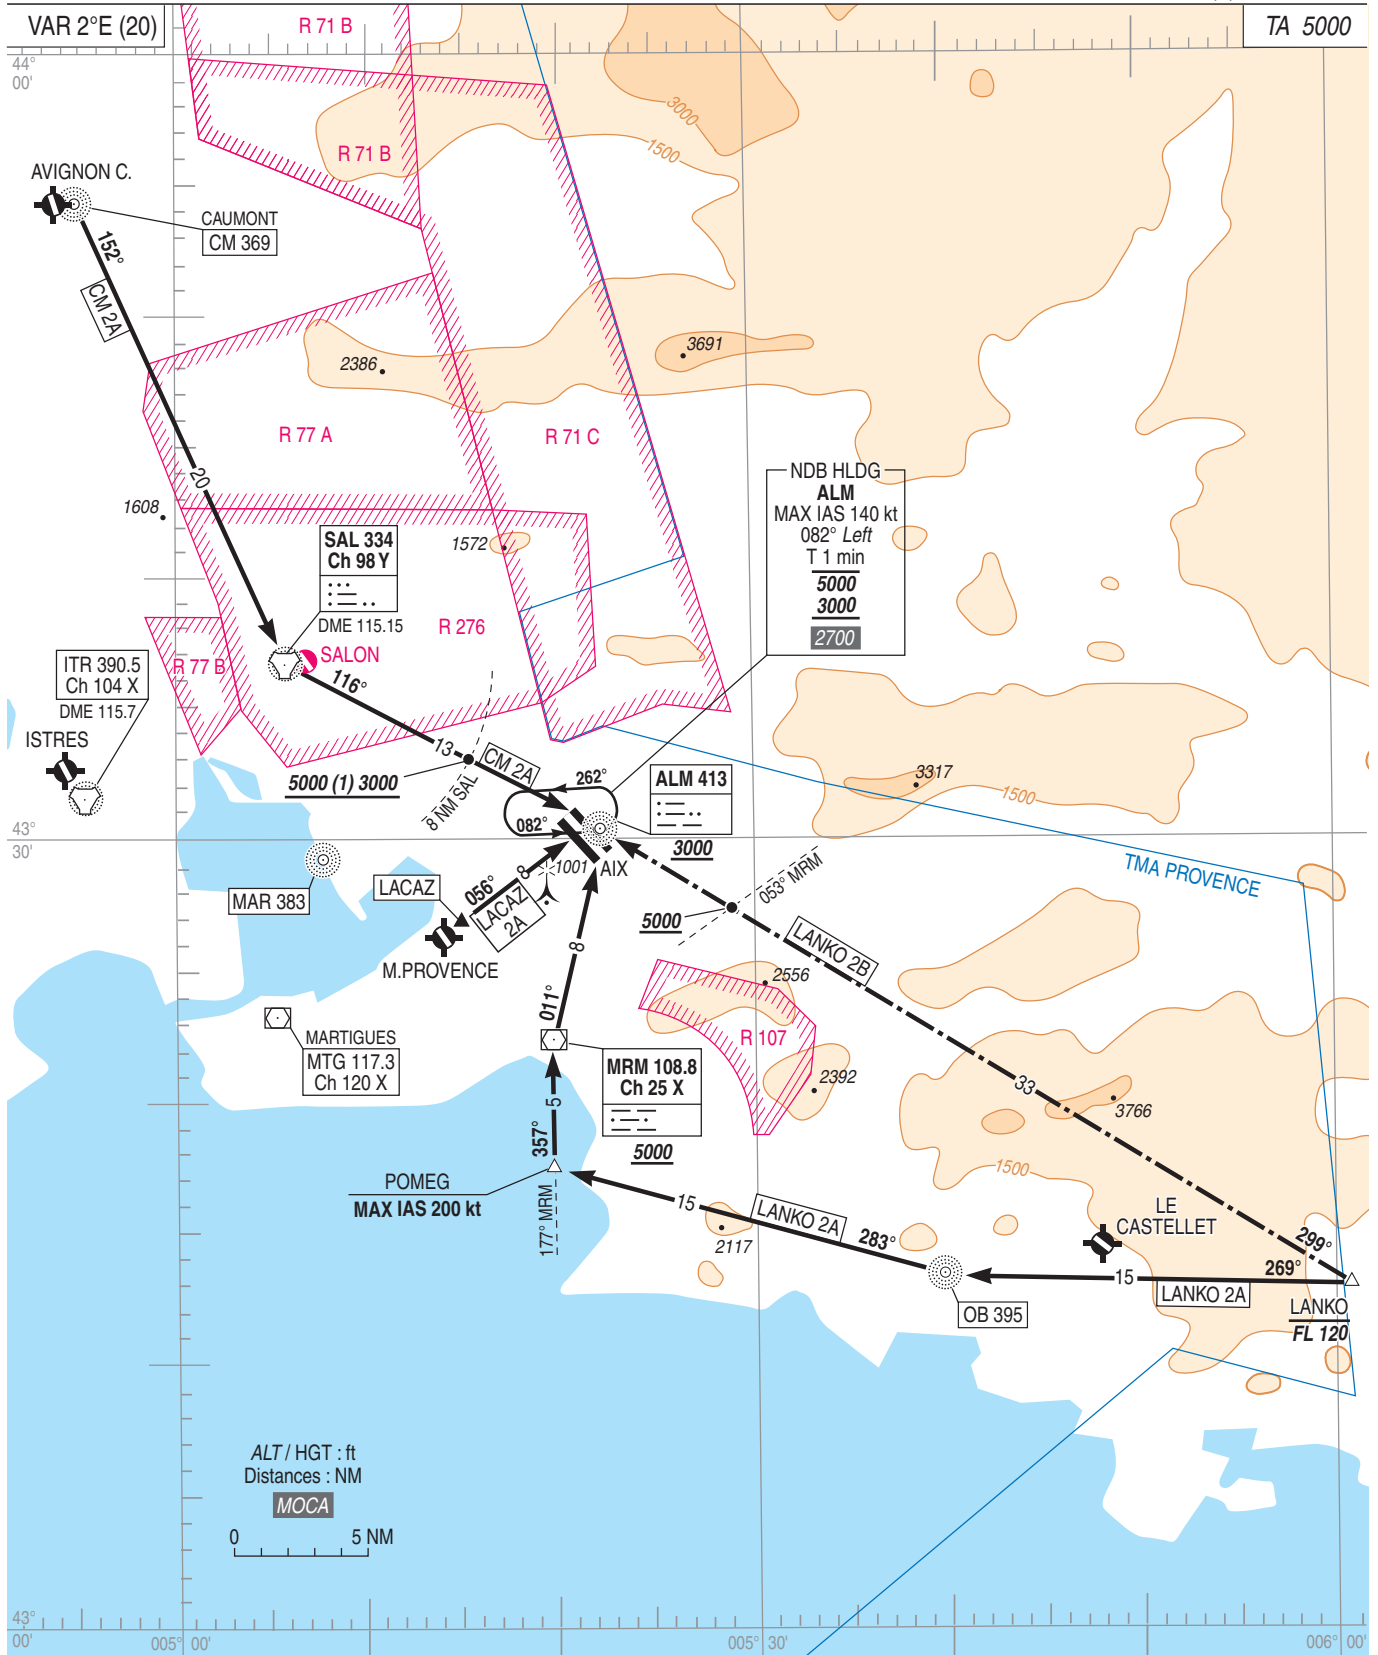 VAR 2°E (20)
TA 5000
44°
00'
R 71 B
3000
1500
R 71 B
AVIGNON C.
CAUMONT
CM 369
152°
CM 2A
3691
2386
R 77 A
R 71 C
20
NDB HLDG
ALM
MAX IAS 140 kt
082° Left
T 1 min
5000
3000
2700
1608
SAL 334
Ch 98 Y
DME 115.15
1572
R 276
SALON
R 77 B
ITR 390.5
Ch 104 X
DME 115.7
ISTRES
116°
13
CM 2A
5000 (1) 3000
8 NM SAL
262°
082°
ALM 413
3000
3317
1500
43°
30'
TMA PROVENCE
1001
AIX
053° MRM
MAR 383
LACAZ
056°
8
LACAZ
2A
5000
LANKO 2B
M.PROVENCE
8
2556
011°
R 107
MARTIGUES
MTG 117.3
Ch 120 X
MRM 108.8
Ch 25 X
5000
2392
33
3766
5
357°
1500
POMEG
MAX IAS 200 kt
177° MRM
15
LANKO 2A
283°
2117
LE
CASTELLET
299°
269°
15
LANKO 2A
OB 395
LANKO
FL 120
ALT / HGT : ft
Distances : NM
MOCA
0
5 NM
43°
00'
005° 00'
005° 30'
006° 00'